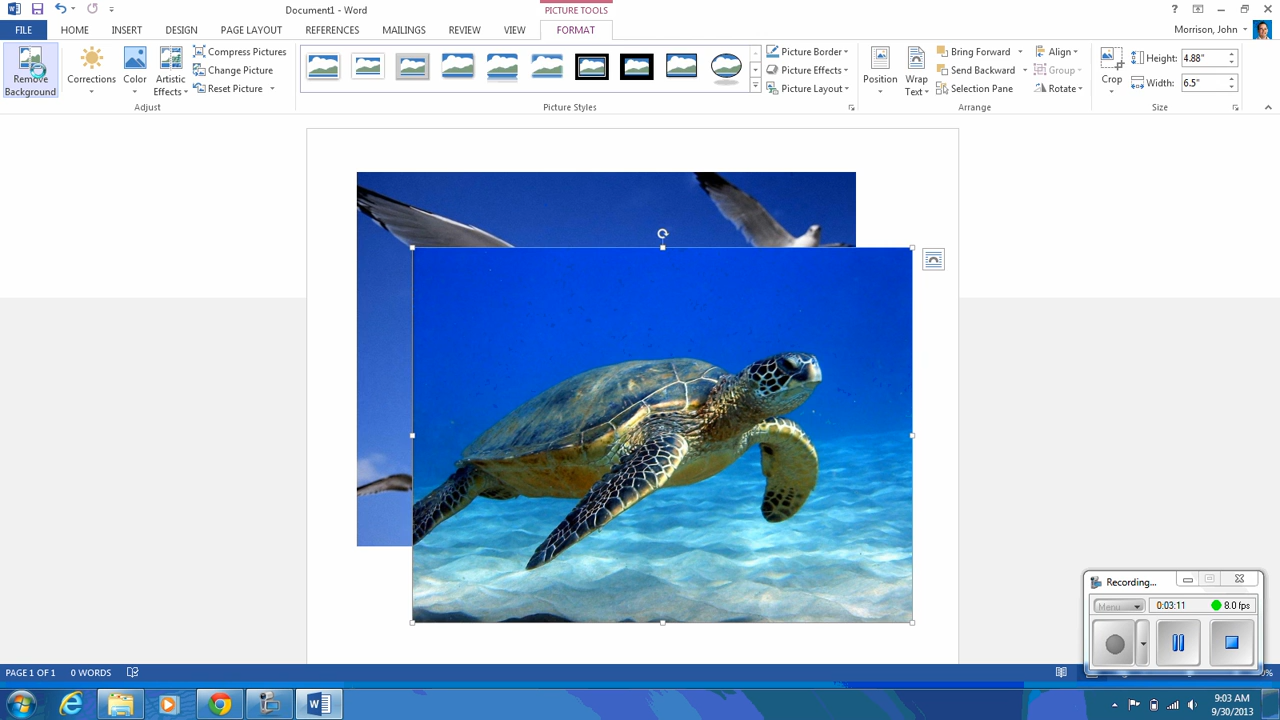 Document1 - Word
PICTURE TOOLS
FILE HOME INSERT DESIGN PAGE LAYOUT REFERENCES MAILINGS REVIEW VIEW FORMAT
Morrison, John
Remove
Background
Corrections
Color
Artistic
Effects
Compress Pictures
Change Picture
Reset Picture
Picture Border
Picture Effects
Picture Layout
Position
Wrap
Text
Bring Forward
Send Backward
Selection Pane
Align
Group
Rotate
Crop
Height: 4.88"
Width: 6.5"
Adjust
Picture Styles
Arrange
Size
Recording...
Menu
0:03:11
8.0 fps
PAGE 1 OF 1 0 WORDS
9:03 AM
9/30/2013